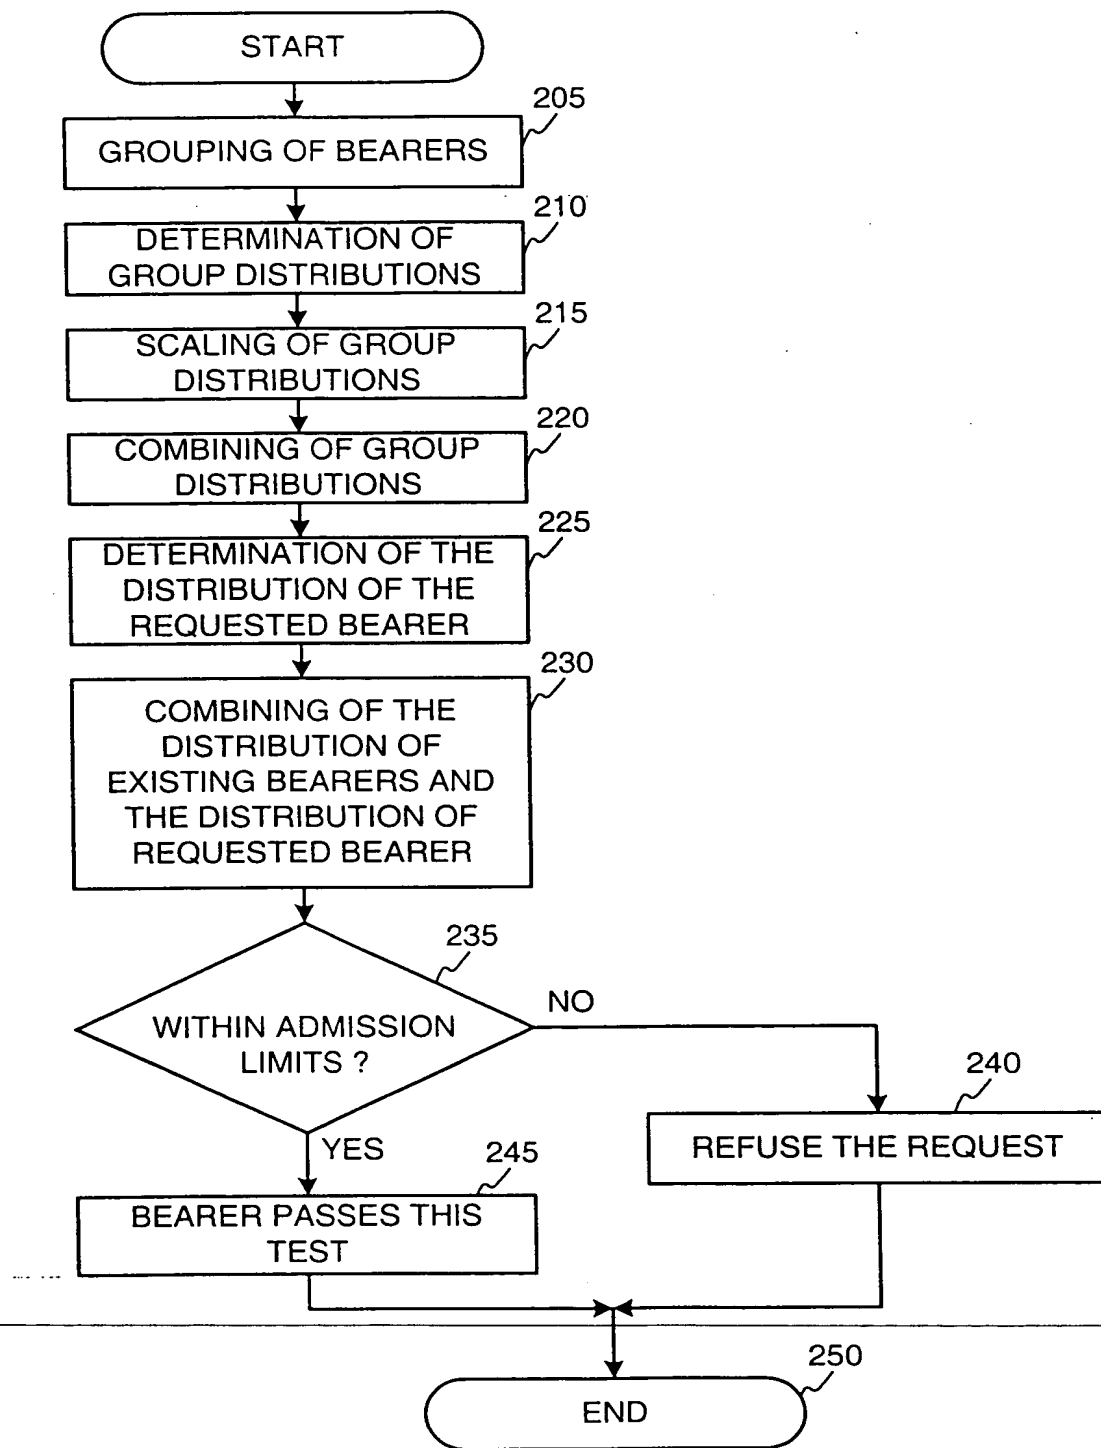 START
205
GROUPING OF BEARERS
210
DETERMINATION OF
GROUP DISTRIBUTIONS
215
SCALING OF GROUP
DISTRIBUTIONS
220
COMBINING OF GROUP
DISTRIBUTIONS
225
DETERMINATION OF THE
DISTRIBUTION OF THE
REQUESTED BEARER
230
COMBINING OF THE
DISTRIBUTION OF
EXISTING BEARERS AND
THE DISTRIBUTION OF
REQUESTED BEARER
235
WITHIN ADMISSION
LIMITS ?
NO
240
REFUSE THE REQUEST
YES
245
BEARER PASSES THIS
TEST
250
END